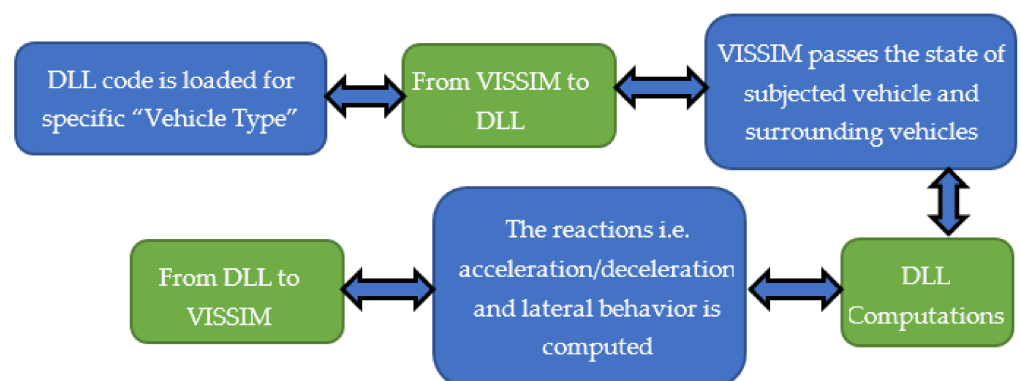 DLL code is loaded for
specific “Vehicle Type”
From VISSIM to
DLL
VISSIM passes the state of
subjected vehicle and
surrounding vehicles
DLL
Computations
The reactions i.e.
acceleration/deceleration
and lateral behavior is
computed
From DLL to
VISSIM